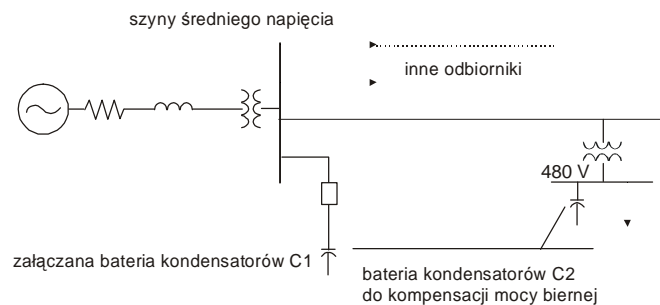 szyny średniego napięcia
inne odbiorniki
480 V
załączana bateria kondensatorów C1
bateria kondensatorów C2
do kompensacji mocy biernej